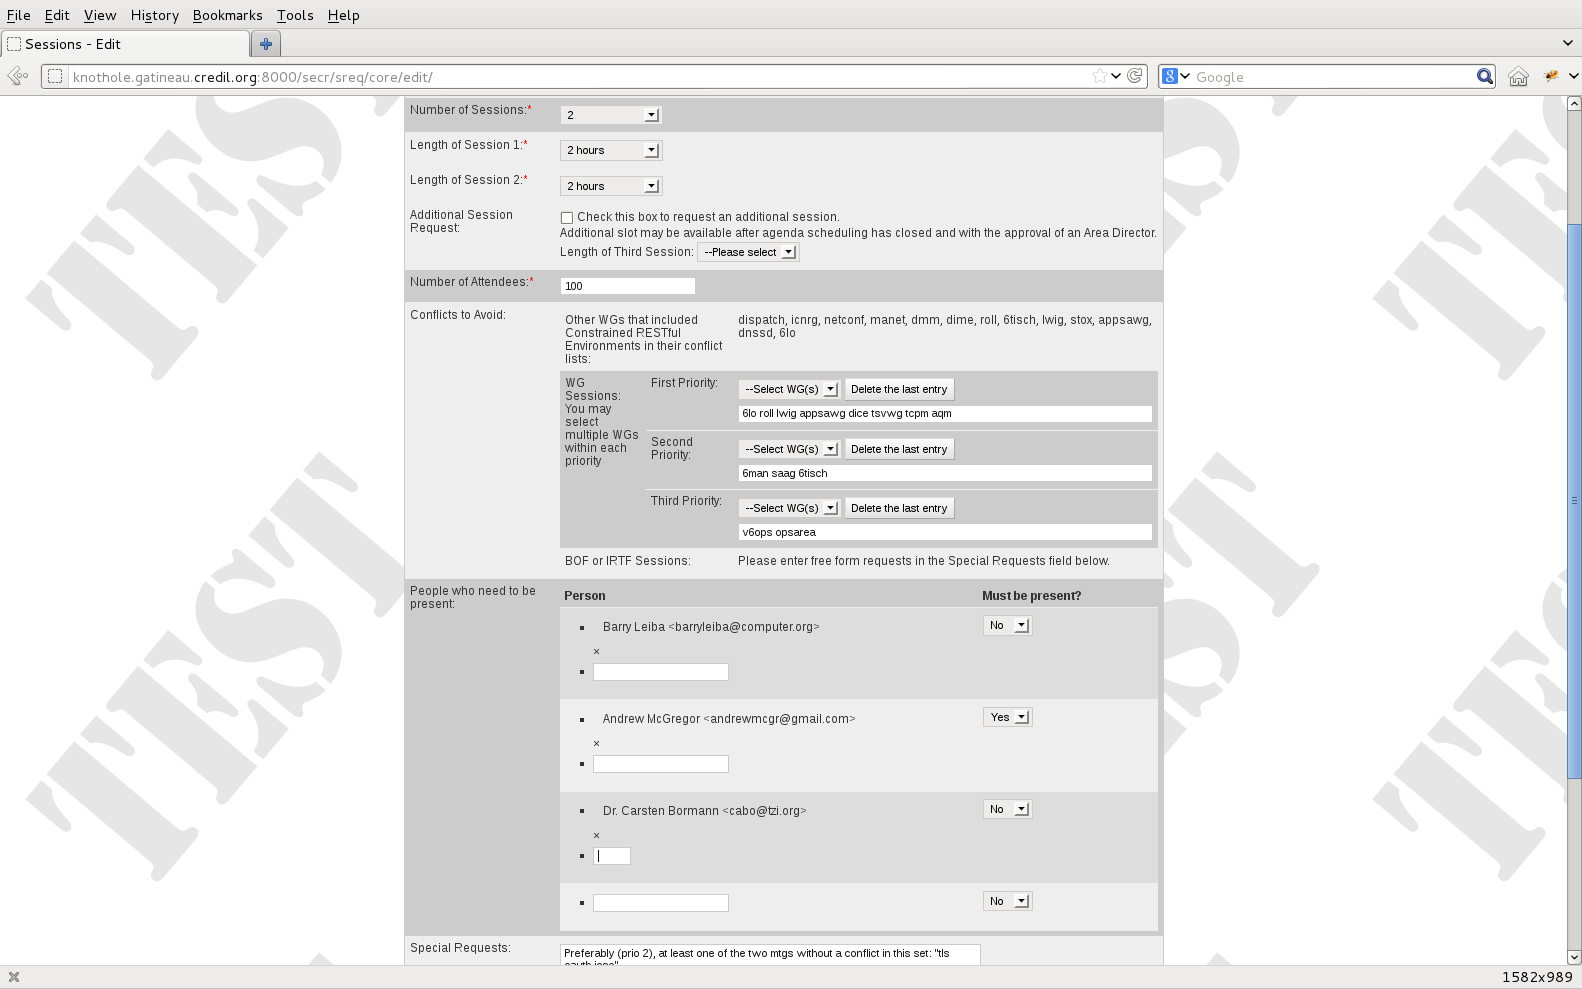 File Edit View History Bookmarks Tools Help
Sessions - Edit
knothole.gatineau.credil.org:8000/secr/sreq/core/edit/
Google
TEST
Number of Sessions:* 2
Length of Session 1:* 2 hours
Length of Session 2:* 2 hours
Additional Session
Request:
Check this box to request an additional session.
Additional slot may be available after agenda scheduling has closed and with the approval of an Area Director.
Length of Third Session: --Please select
Number of Attendees:* 100
Conflicts to Avoid:
Other WGs that included
Constrained RESTful
Environments in their conflict
lists:
dispatch, icnrg, netconf, manet, dmm, dime, roll, 6tisch, lwig, stox, appsawg,
dnssd, 6lo
WG
Sessions:
You may
select
multiple WGs
within each
priority
First Priority: --Select WG(s) Delete the last entry
6lo roll lwig appsawg dice tsvwg tcpm aqm
Second
Priority:
--Select WG(s) Delete the last entry
6man saag 6tisch
Third Priority: --Select WG(s) Delete the last entry
v6ops opsarea
BOF or IRTF Sessions: Please enter free form requests in the Special Requests field below.
People who need to be
present:
Person Must be present?
Barry Leiba <barryleiba@computer.org> No
×
Andrew McGregor <andrewmcgr@gmail.com> Yes
×
Dr. Carsten Bormann <cabo@tzi.org> No
×
No
Special Requests:
Preferably (prio 2), at least one of the two mtgs without a conflict in this set: "tls
1582x989